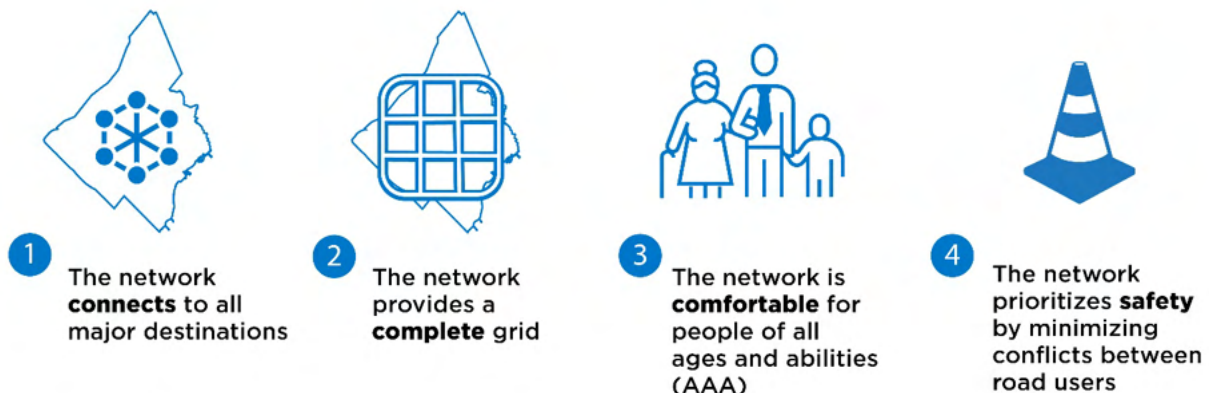 1
The network
connects to all
major destinations
2
The network
provides a
complete grid
3
The network is
comfortable for
people of all
ages and abilities
(AAA)
4
The network
prioritizes safety
by minimizing
conflicts between
road users